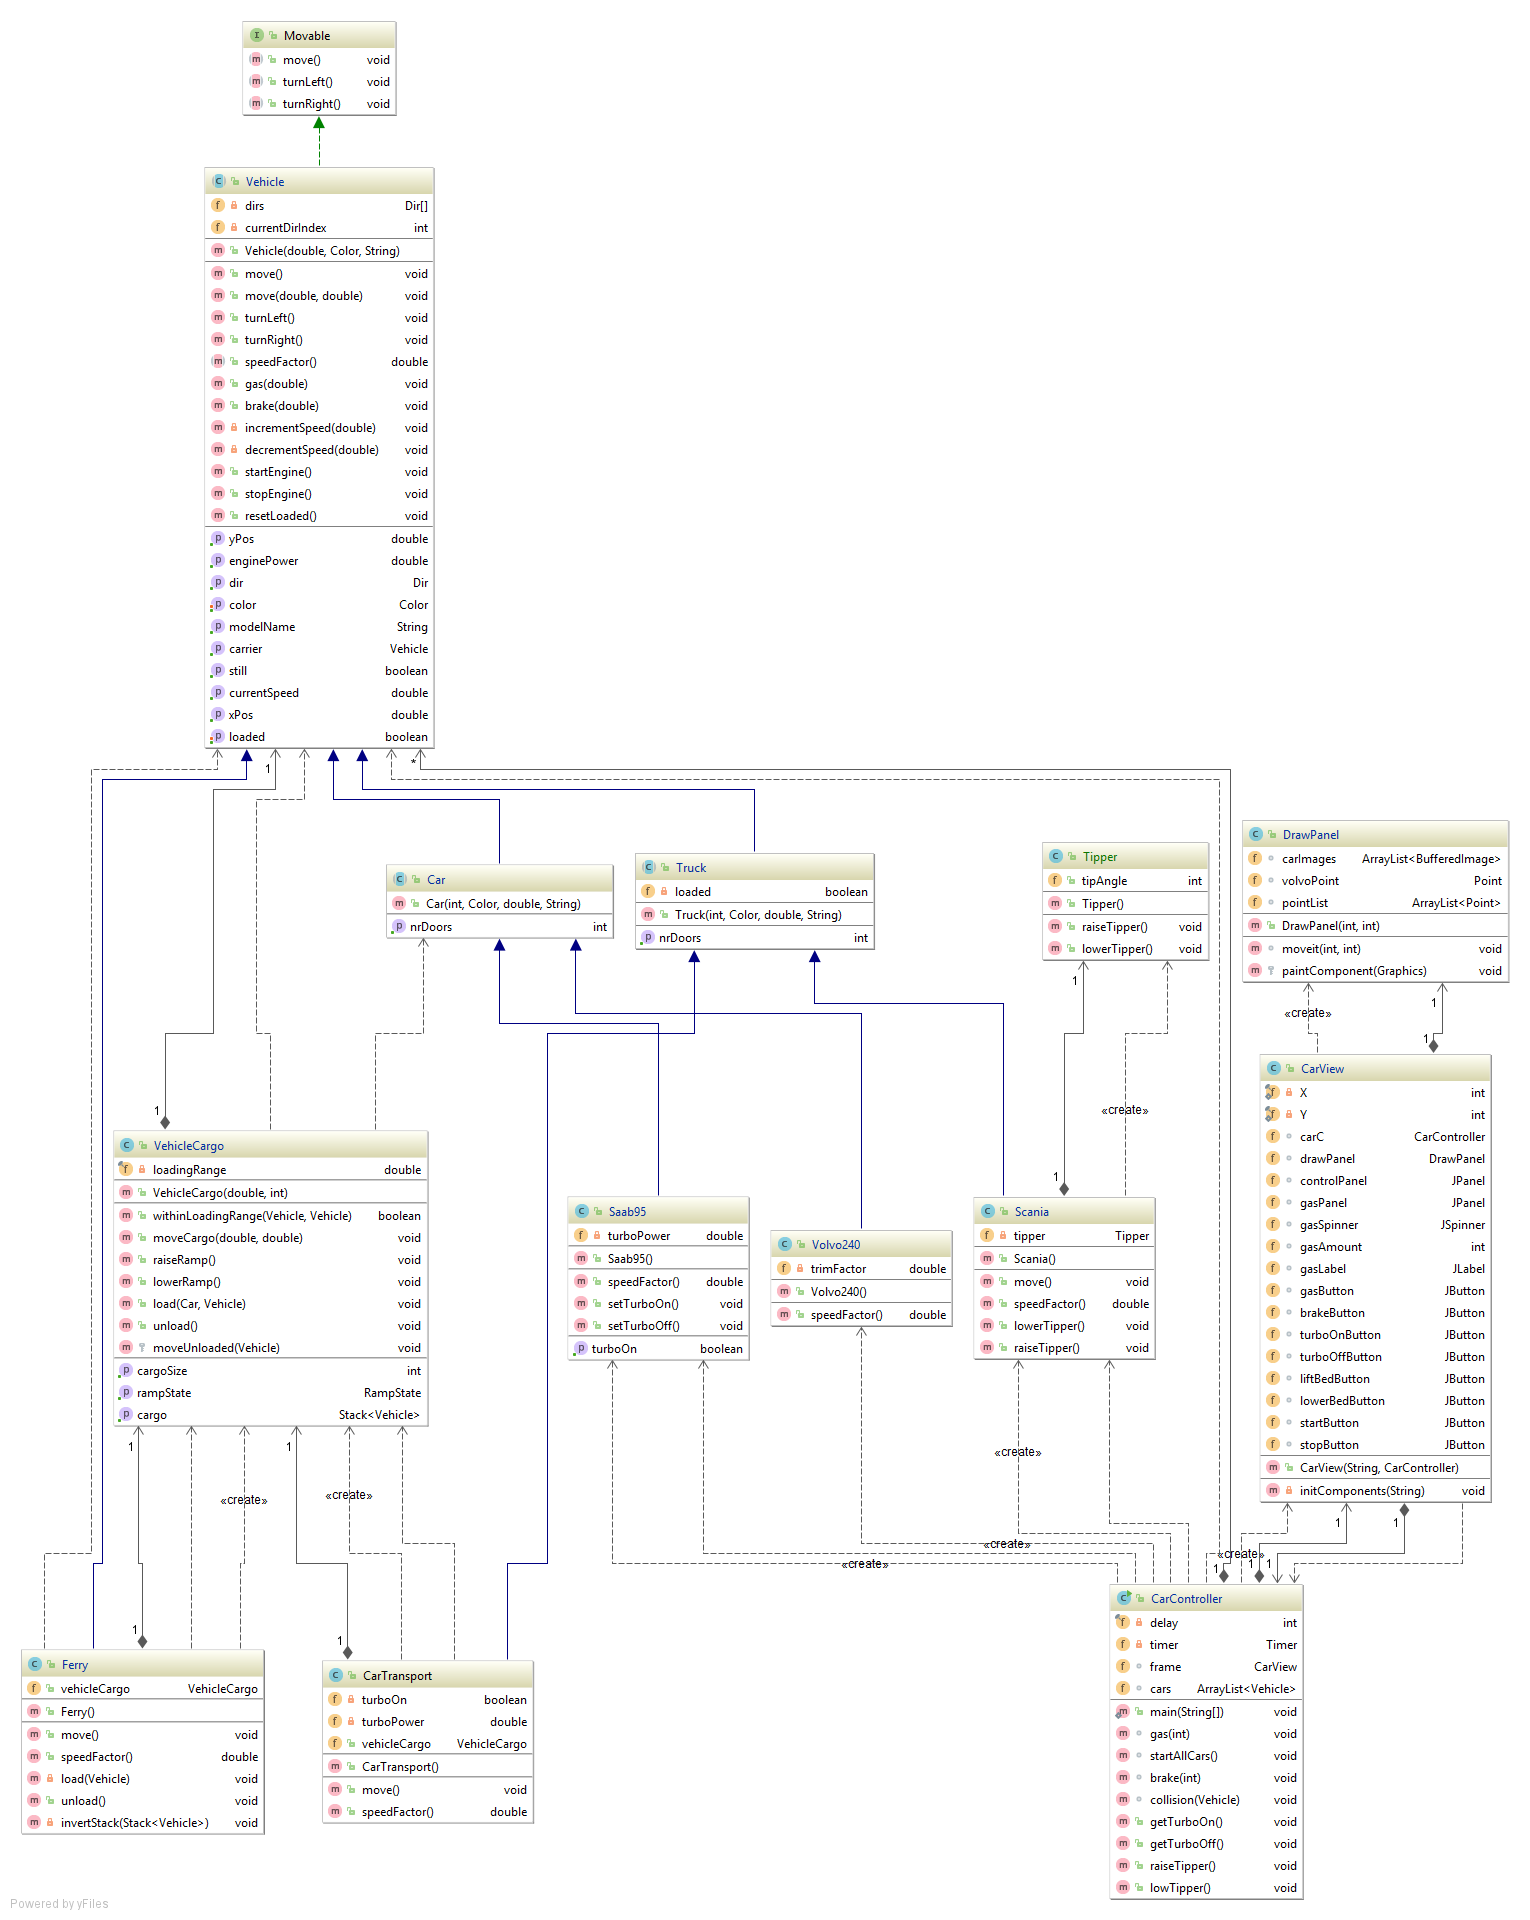 Movable
move() void
turnLeft() void
turnRight() void
Vehicle
dirs Dir[]
currentDirIndex int
Vehicle(double, Color, String)
move() void
move(double, double) void
turnLeft() void
turnRight() void
speedFactor() double
gas(double) void
brake(double) void
incrementSpeed(double) void
decrementSpeed(double) void
startEngine() void
stopEngine() void
resetLoaded() void
yPos double
enginePower double
dir Dir
color Color
modelName String
carrier Vehicle
still boolean
currentSpeed double
xPos double
loaded boolean
1
*
Car
Car(int, Color, double, String)
nrDoors int
Truck
loaded boolean
Truck(int, Color, double, String)
nrDoors int
Tipper
tipAngle int
Tipper()
raiseTipper() void
lowerTipper() void
1
DrawPanel
carImages ArrayList<BufferedImage>
volvoPoint Point
pointList ArrayList<Point>
DrawPanel(int, int)
moveit(int, int) void
paintComponent(Graphics) void
1
«create»
1
CarView
X int
Y int
carC CarController
drawPanel DrawPanel
controlPanel JPanel
gasPanel JPanel
gasSpinner JSpinner
gasAmount int
gasLabel JLabel
gasButton JButton
brakeButton JButton
turboOnButton JButton
turboOffButton JButton
liftBedButton JButton
lowerBedButton JButton
startButton JButton
stopButton JButton
CarView(String, CarController)
initComponents(String) void
1
1
1
VehicleCargo
loadingRange double
VehicleCargo(double, int)
withinLoadingRange(Vehicle, Vehicle) boolean
moveCargo(double, double) void
raiseRamp() void
lowerRamp() void
load(Car, Vehicle) void
unload() void
moveUnloaded(Vehicle) void
cargoSize int
rampState RampState
cargo Stack<Vehicle>
1
1
«create»
«create»
Saab95
turboPower double
Saab95()
speedFactor() double
setTurboOn() void
setTurboOff() void
turboOn boolean
Volvo240
trimFactor double
Volvo240()
speedFactor() double
«create»
1
Scania
tipper Tipper
Scania()
move() void
speedFactor() double
lowerTipper() void
raiseTipper() void
«create»
«create»
«create»
«create»
1
1
1
1
Ferry
vehicleCargo VehicleCargo
Ferry()
move() void
speedFactor() double
load(Vehicle) void
unload() void
invertStack(Stack<Vehicle>) void
1
CarTransport
turboOn boolean
turboPower double
vehicleCargo VehicleCargo
CarTransport()
move() void
speedFactor() double
CarController
delay int
timer Timer
frame CarView
cars ArrayList<Vehicle>
main(String[]) void
gas(int) void
startAllCars() void
brake(int) void
collision(Vehicle) void
getTurboOn() void
getTurboOff() void
raiseTipper() void
lowTipper() void
Powered by yFiles